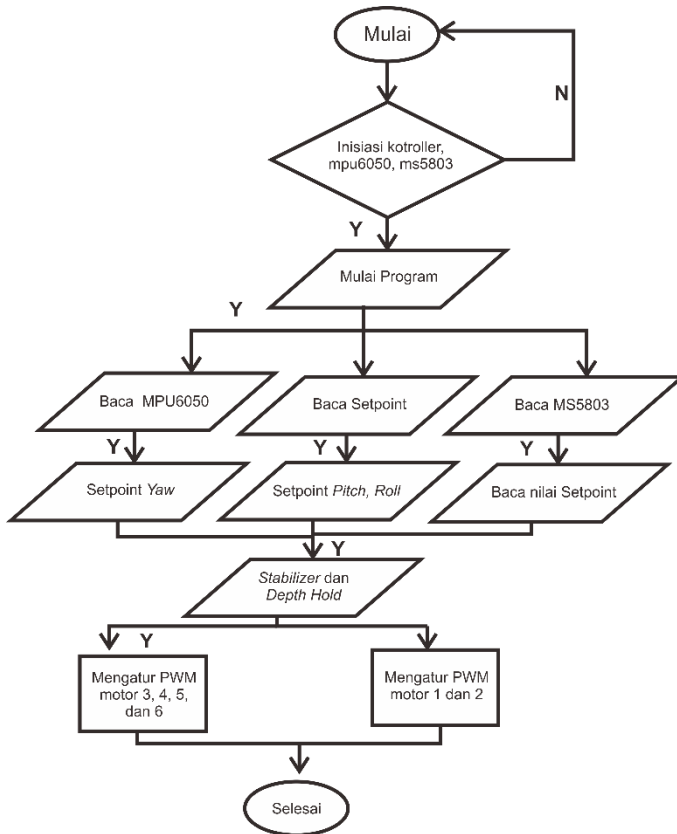 Mulai
N
Inisiasi kotroller,
mpu6050, ms5803
Y
Mulai Program
Y
Baca MPU6050
Baca Setpoint
Baca MS5803
Y
Y
Y
Setpoint Yaw
Setpoint Pitch, Roll
Baca nilai Setpoint
Y
Stabilizer dan
Depth Hold
Y
Mengatur PWM
motor 3, 4, 5,
dan 6
Mengatur PWM
motor 1 dan 2
Selesai